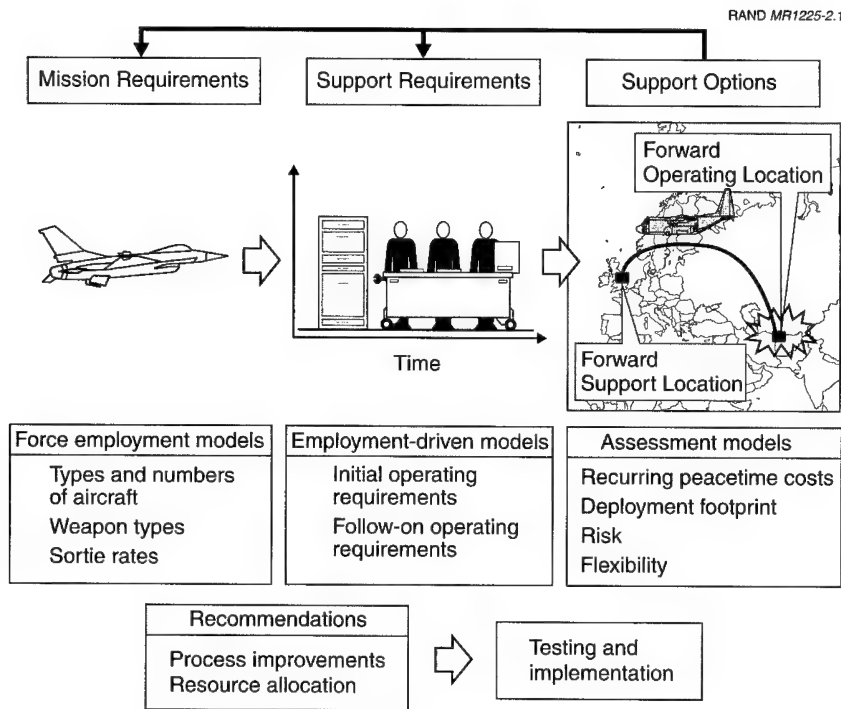 RAND MR1225-2.1
Mission Requirements
Support Requirements
Support Options
Forward
Operating Location
Forward
Support Location
Time
Force employment models
Types and numbers
of aircraft
Weapon types
Sortie rates
Employment-driven models
Initial operating
requirements
Follow-on operating
requirements
Assessment models
Recurring peacetime costs
Deployment footprint
Risk
Flexibility
Recommendations
Process improvements
Resource allocation
Testing and
implementation